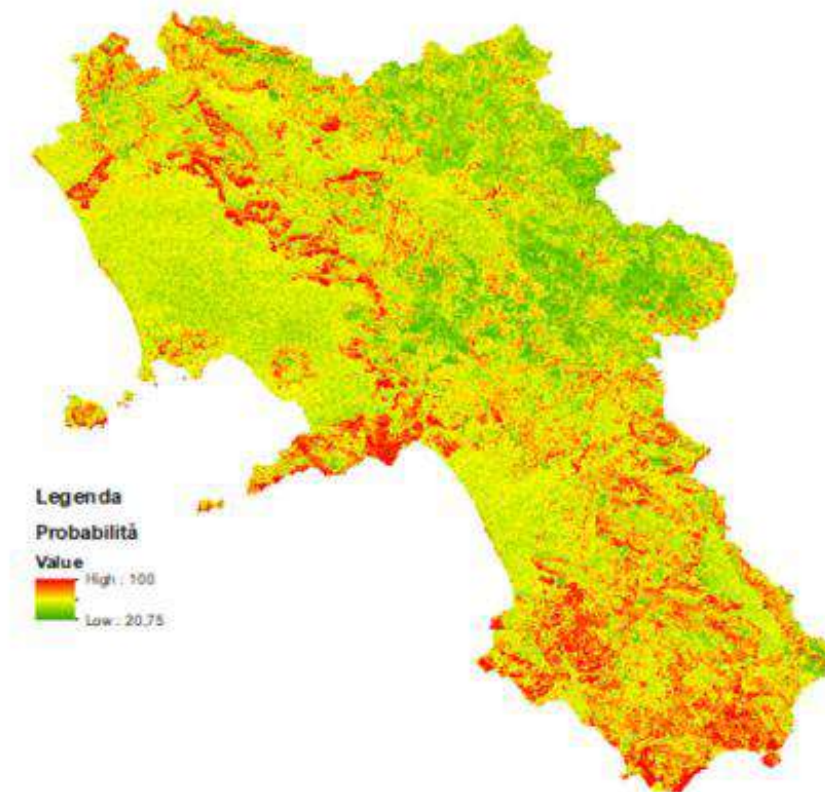 Legenda
Probabilità
Value
High : 100
Low : 20,75